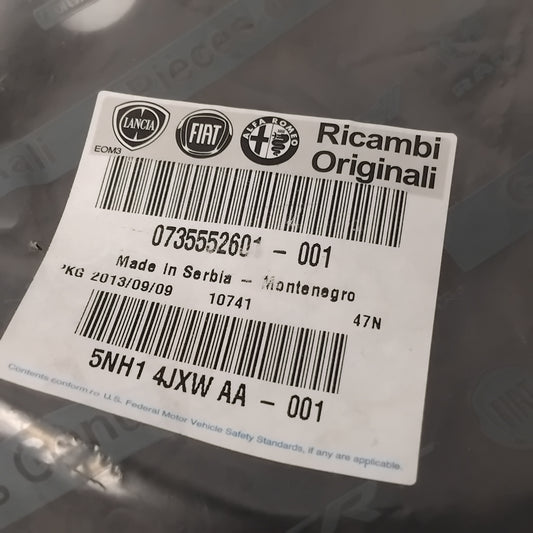 LANCIA
FIAT
ALFA ROMEO
Ricambi
Originali
EOM3
0735552601 - 001
Made in Serbia - Montenegro
PKG 2013/09/09 10741 47N
5NH1 4JXW AA - 001
Contents conform to U.S. Federal Motor Vehicle Safety Standards, if any are applicable.